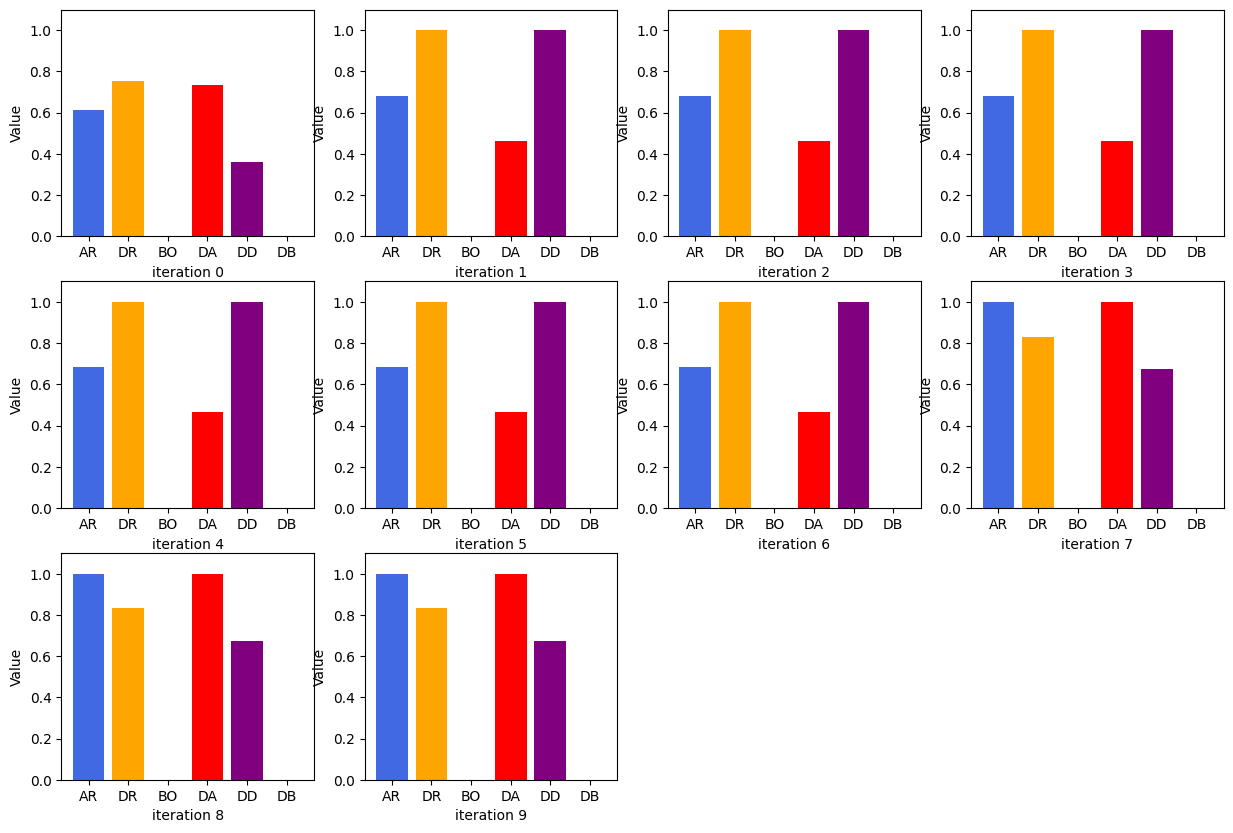 1.0
0.8
0.6
0.4
0.2
0.0
Value
AR DR BO DA DD DB
iteration 0
1.0
0.8
0.6
0.4
0.2
0.0
Value
AR DR BO DA DD DB
iteration 1
1.0
0.8
0.6
0.4
0.2
0.0
Value
AR DR BO DA DD DB
iteration 2
1.0
0.8
0.6
0.4
0.2
0.0
Value
AR DR BO DA DD DB
iteration 3
1.0
0.8
0.6
0.4
0.2
0.0
Value
AR DR BO DA DD DB
iteration 4
1.0
0.8
0.6
0.4
0.2
0.0
Value
AR DR BO DA DD DB
iteration 5
1.0
0.8
0.6
0.4
0.2
0.0
Value
AR DR BO DA DD DB
iteration 6
1.0
0.8
0.6
0.4
0.2
0.0
Value
AR DR BO DA DD DB
iteration 7
1.0
0.8
0.6
0.4
0.2
0.0
Value
AR DR BO DA DD DB
iteration 8
1.0
0.8
0.6
0.4
0.2
0.0
Value
AR DR BO DA DD DB
iteration 9